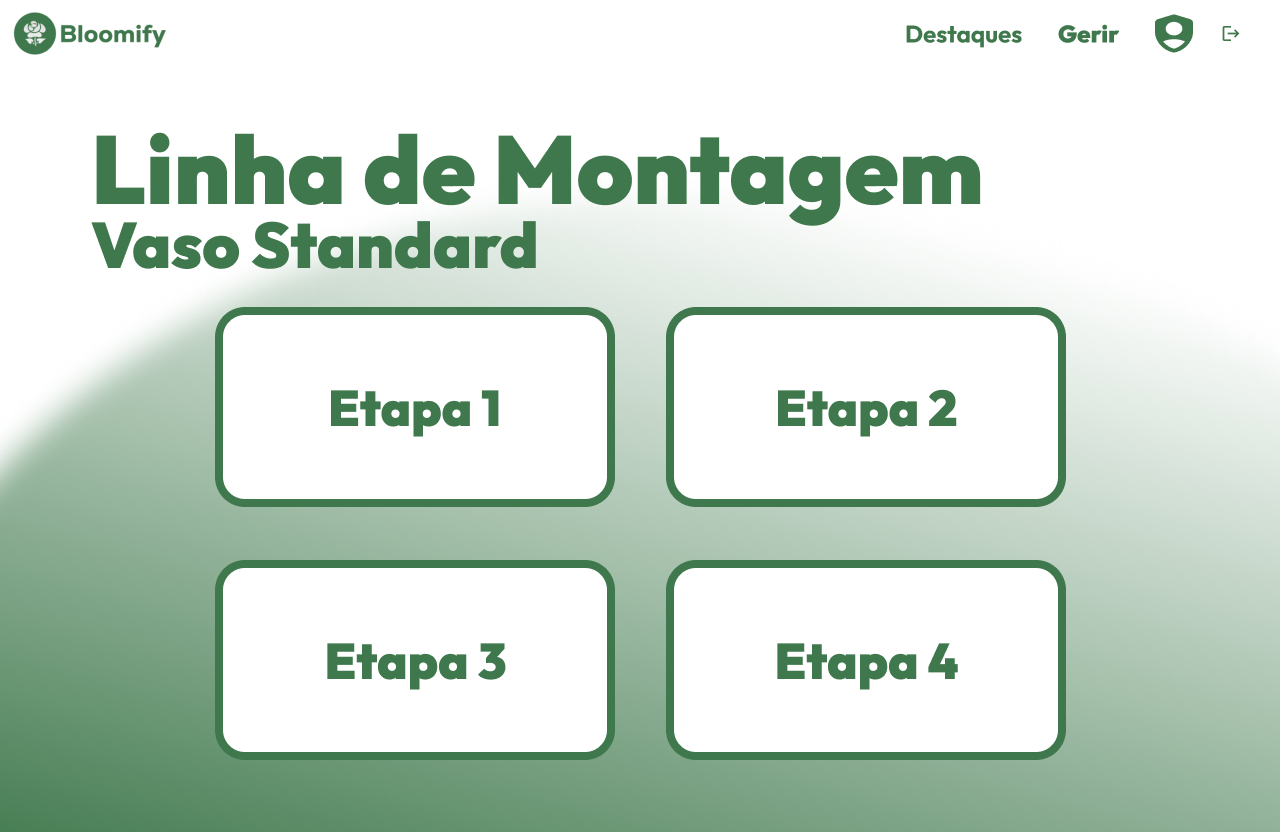 Bloomify
Destaques
Gerir
Linha de Montagem
Vaso Standard
Etapa 1
Etapa 2
Etapa 3
Etapa 4